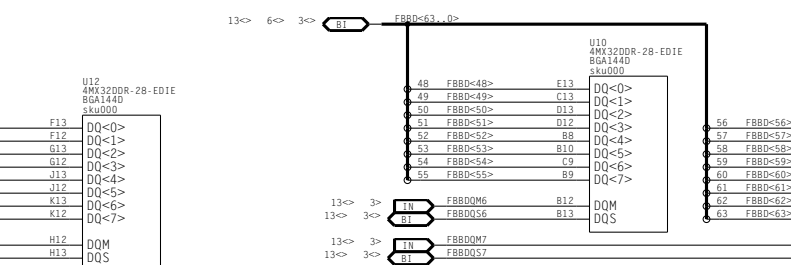 13<> 6<> 3<> BI FBBD<63..0>
U10
4MX32DDR-28-EDIE
BGA144D
sku000
48 FBBD<48> E13 DQ<0>
49 FBBD<49> C13 DQ<1>
50 FBBD<50> D13 DQ<2>
51 FBBD<51> D12 DQ<3>
52 FBBD<52> B8 DQ<4>
53 FBBD<53> B10 DQ<5>
54 FBBD<54> C9 DQ<6>
55 FBBD<55> B9 DQ<7>
13<> 3> IN FBBDQM6 B12 DQM
13<> 3<> BI FBBDQS6 B13 DQS
13<> 3> IN FBBDQM7
13<> 3<> BI FBBDQS7
U12
4MX32DDR-28-EDIE
BGA144D
sku000
F13 DQ<0>
F12 DQ<1>
G13 DQ<2>
G12 DQ<3>
J13 DQ<4>
J12 DQ<5>
K13 DQ<6>
K12 DQ<7>
H12 DQM
H13 DQS
56 FBBD<56>
57 FBBD<57>
58 FBBD<58>
59 FBBD<59>
60 FBBD<60>
61 FBBD<61>
62 FBBD<62>
63 FBBD<63>